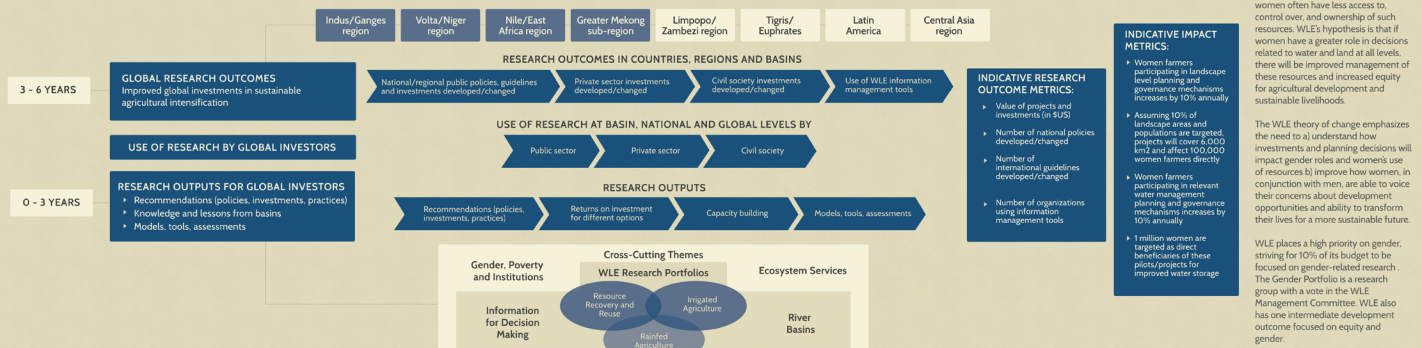 Indus/Ganges
region
Volta/Niger
region
Nile/East
Africa region
Greater Mekong
sub-region
Limpopo/
Zambezi region
Tigris/
Euphrates
Latin
America
Central Asia
region
3 - 6 YEARS
GLOBAL RESEARCH OUTCOMES
Improved global investments in sustainable
agricultural intensification
USE OF RESEARCH BY GLOBAL INVESTORS
0 - 3 YEARS
RESEARCH OUTPUTS FOR GLOBAL INVESTORS
Recommendations (policies, investments, practices)
Knowledge and lessons from basins
Models, tools, assessments
RESEARCH OUTCOMES IN COUNTRIES, REGIONS AND BASINS
National/regional public policies, guidelines
and investments developed/changed
Private sector investments
developed/changed
Civil society investments
developed/changed
Use of WLE information
management tools
USE OF RESEARCH AT BASIN, NATIONAL AND GLOBAL LEVELS BY
Public sector
Private sector
Civil society
RESEARCH OUTPUTS
Recommendations (policies,
investments, practices)
Returns on investment
for different options
Capacity building
Models, tools, assessments
Cross-Cutting Themes
Gender, Poverty
and Institutions
WLE Research Portfolios
Ecosystem Services
Information
for Decision
Making
Resource
Recovery and
Reuse
Irrigated
Agriculture
Rainfed
Agriculture
River
Basins
INDICATIVE RESEARCH
OUTCOME METRICS:
Value of projects and
investments (in $US)
Number of national policies
developed/changed
Number of
international guidelines
developed/changed
Number of organizations
using information
management tools
INDICATIVE IMPACT
METRICS:
Women farmers
participating in landscape
level planning and
governance mechanisms
increases by 10% annually
Assuming 10% of
landscape areas and
populations are targeted,
projects will cover 6,000
km2 and affect 100,000
women farmers directly
Women farmers
participating in relevant
water management
planning and governance
mechanisms increases by
10% annually
1 million women are
targeted as direct
beneficiaries of these
pilots/projects for
improved water storage
women often have less access to,
control over, and ownership of such
resources. WLE's hypothesis is that if
women have a greater role in decisions
related to water and land at all levels,
there will be improved management of
these resources and increased equity
for agricultural development and
sustainable livelihoods.
The WLE theory of change emphasizes
the need to a) understand how
investments and planning decisions will
impact gender roles and women's use
of resources b) improve how women, in
conjunction with men, are able to voice
their concerns about development
opportunities and ability to transform
their lives for a more sustainable future.
WLE places a high priority on gender,
striving for 10% of its budget to be
focused on gender-related research .
The Gender Portfolio is a research
group with a vote in the WLE
Management Committee. WLE also
has one intermediate development
outcome focused on equity and
gender.